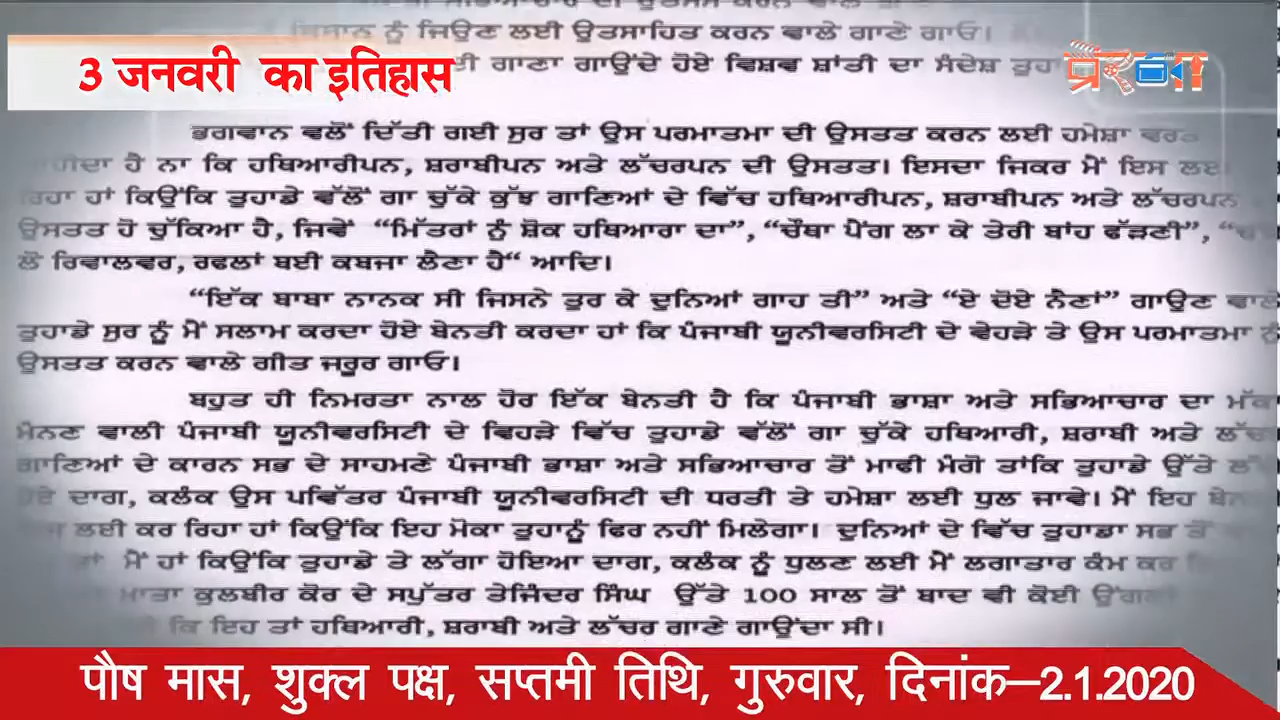 ਕਿਸਾਨ ਨੂੰ ਜਿਉਣ ਲਈ ਉਤਸਾਹਿਤ ਕਰਨ ਵਾਲੇ ਗਾਣੇ ਗਾਓ।
3 जनवरी का इतिहास
ਗਾਣਾ ਗਾਉਂਦੇ ਹੋਏ ਵਿਸ਼ਵ ਸ਼ਾਂਤੀ ਦਾ ਸੰਦੇਸ਼
प्रेरणा
ਭਗਵਾਨ ਵਲੋਂ ਦਿੱਤੀ ਗਈ ਸੁਰ ਤਾਂ ਉਸ ਪਰਮਾਤਮਾ ਦੀ ਉਸਤਤ ਕਰਨ ਲਈ ਹਮੇਸ਼ਾ
ਹੈ ਨਾ ਕਿ ਹਥਿਆਰੀਪਨ, ਸ਼ਰਾਬੀਪਨ ਅਤੇ ਲੱਚਰਪਨ ਦੀ ਉਸਤਤ। ਇਸਦਾ ਜਿਕਰ ਮੈਂ ਇਸ ਲਈ
ਰਿਹਾ ਹਾਂ ਕਿਉਂਕਿ ਤੁਹਾਡੇ ਵੱਲੋਂ ਗਾ ਚੁੱਕੇ ਕੁੱਝ ਗਾਣਿਆਂ ਦੇ ਵਿੱਚ ਹਥਿਆਰੀਪਨ, ਸ਼ਰਾਬੀਪਨ ਅਤੇ ਲੱਚਰਪਨ
ਉਸਤਤ ਹੋ ਚੁੱਕਿਆ ਹੈ, ਜਿਵੇਂ “ਮਿੱਤਰਾਂ ਨੂੰ ਸ਼ੋਕ ਹਥਿਆਰਾ ਦਾ”, “ਚੌਥਾ ਪੈਂਗ ਲਾ ਕੇ ਤੇਰੀ ਬਾਂਹ ਫੱੜਣੀ”,
ਲੋ ਰਿਵਾਲਵਰ, ਰਫਲਾਂ ਬਈ ਕਬਜਾ ਲੈਣਾ ਹੈ“ ਆਦਿ।
“ਇੱਕ ਬਾਬਾ ਨਾਨਕ ਸੀ ਜਿਸਨੇ ਤੁਰ ਕੇ ਦੁਨਿਆਂ ਗਾਹ ਤੀ” ਅਤੇ “ਏ ਦੋਏ ਨੈਣਾਂ” ਗਾਉਣ ਵਾਲੇ
ਤੁਹਾਡੇ ਸੁਰ ਨੂੰ ਮੈਂ ਸਲਾਮ ਕਰਦਾ ਹੋਏ ਬੇਨਤੀ ਕਰਦਾ ਹਾਂ ਕਿ ਪੰਜਾਬੀ ਯੂਨੀਵਰਸਿਟੀ ਦੇ ਵੇਹੜੇ ਤੇ ਉਸ ਪਰਮਾਤਮਾ ਨੂੰ
ਉਸਤਤ ਕਰਨ ਵਾਲੇ ਗੀਤ ਜਰੂਰ ਗਾਓ।
ਬਹੁਤ ਹੀ ਨਿਮਰਤਾ ਨਾਲ ਹੋਰ ਇੱਕ ਬੇਨਤੀ ਹੈ ਕਿ ਪੰਜਾਬੀ ਭਾਸ਼ਾ ਅਤੇ ਸਭਿਆਚਾਰ ਦਾ ਮੱਕਾ
ਮੰਨਣ ਵਾਲੀ ਪੰਜਾਬੀ ਯੂਨੀਵਰਸਿਟੀ ਦੇ ਵਿਹੜੇ ਵਿੱਚ ਤੁਹਾਡੇ ਵੱਲੋਂ ਗਾ ਚੁੱਕੇ ਹਥਿਆਰੀ, ਸ਼ਰਾਬੀ ਅਤੇ
ਗਾਣਿਆਂ ਦੇ ਕਾਰਨ ਸਭ ਦੇ ਸਾਹਮਣੇ ਪੰਜਾਬੀ ਭਾਸ਼ਾ ਅਤੇ ਸਭਿਆਚਾਰ ਤੋਂ ਮਾਫੀ ਮੰਗੋ ਤਾਂਕਿ ਤੁਹਾਡੇ ਉੱਤੇ
ਹੋਏ ਦਾਗ, ਕਲੰਕ ਉਸ ਪਵਿੱਤਰ ਪੰਜਾਬੀ ਯੂਨੀਵਰਸਿਟੀ ਦੀ ਧਰਤੀ ਤੇ ਹਮੇਸ਼ਾ ਲਈ ਧੁਲ ਜਾਵੇ। ਮੈਂ ਇਹ
ਲਈ ਕਰ ਰਿਹਾ ਹਾਂ ਕਿਉਂਕਿ ਇਹ ਮੋਕਾ ਤੁਹਾਨੂੰ ਫਿਰ ਨਹੀਂ ਮਿਲੇਗਾ। ਦੁਨਿਆਂ ਦੇ ਵਿੱਚ ਤੁਹਾਡਾ ਸਭ ਤੋਂ
ਮੈਂ ਹਾਂ ਕਿਉਂਕਿ ਤੁਹਾਡੇ ਤੇ ਲੱਗਾ ਹੋਇਆ ਦਾਗ, ਕਲੰਕ ਨੂੰ ਧੁਲਣ ਲਈ ਮੈਂ ਲਗਾਤਾਰ ਕੰਮ ਕਰ
ਮਾਤਾ ਕੁਲਬੀਰ ਕੋਰ ਦੇ ਸਪੁੱਤਰ ਤੇਜਿੰਦਰ ਸਿੰਘ ਉੱਤੇ 100 ਸਾਲ ਤੋਂ ਬਾਦ ਵੀ ਕੋਈ
ਕਿ ਇਹ ਤਾਂ ਹਥਿਆਰੀ, ਸ਼ਰਾਬੀ ਅਤੇ ਲੱਚਰ ਗਾਣੇ ਗਾਉਂਦਾ ਸੀ।
पौष मास, शुक्ल पक्ष, सप्तमी तिथि, गुरुवार, दिनांक–2.1.2020